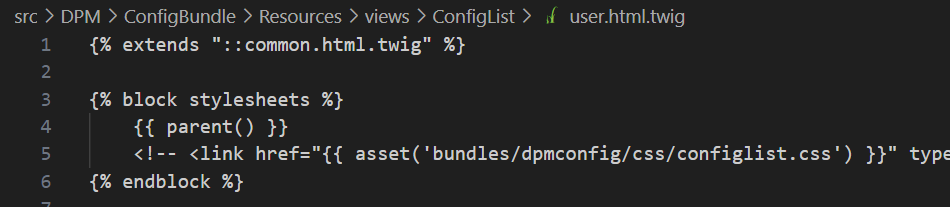 src > DPM > ConfigBundle > Resources > views > ConfigList > user.html.twig
1 {% extends "::common.html.twig" %}
2
3 {% block stylesheets %}
4 {{ parent() }}
5 <!-- <link href="{{ asset('bundles/dpmconfig/css/configlist.css') }}" type
6 {% endblock %}